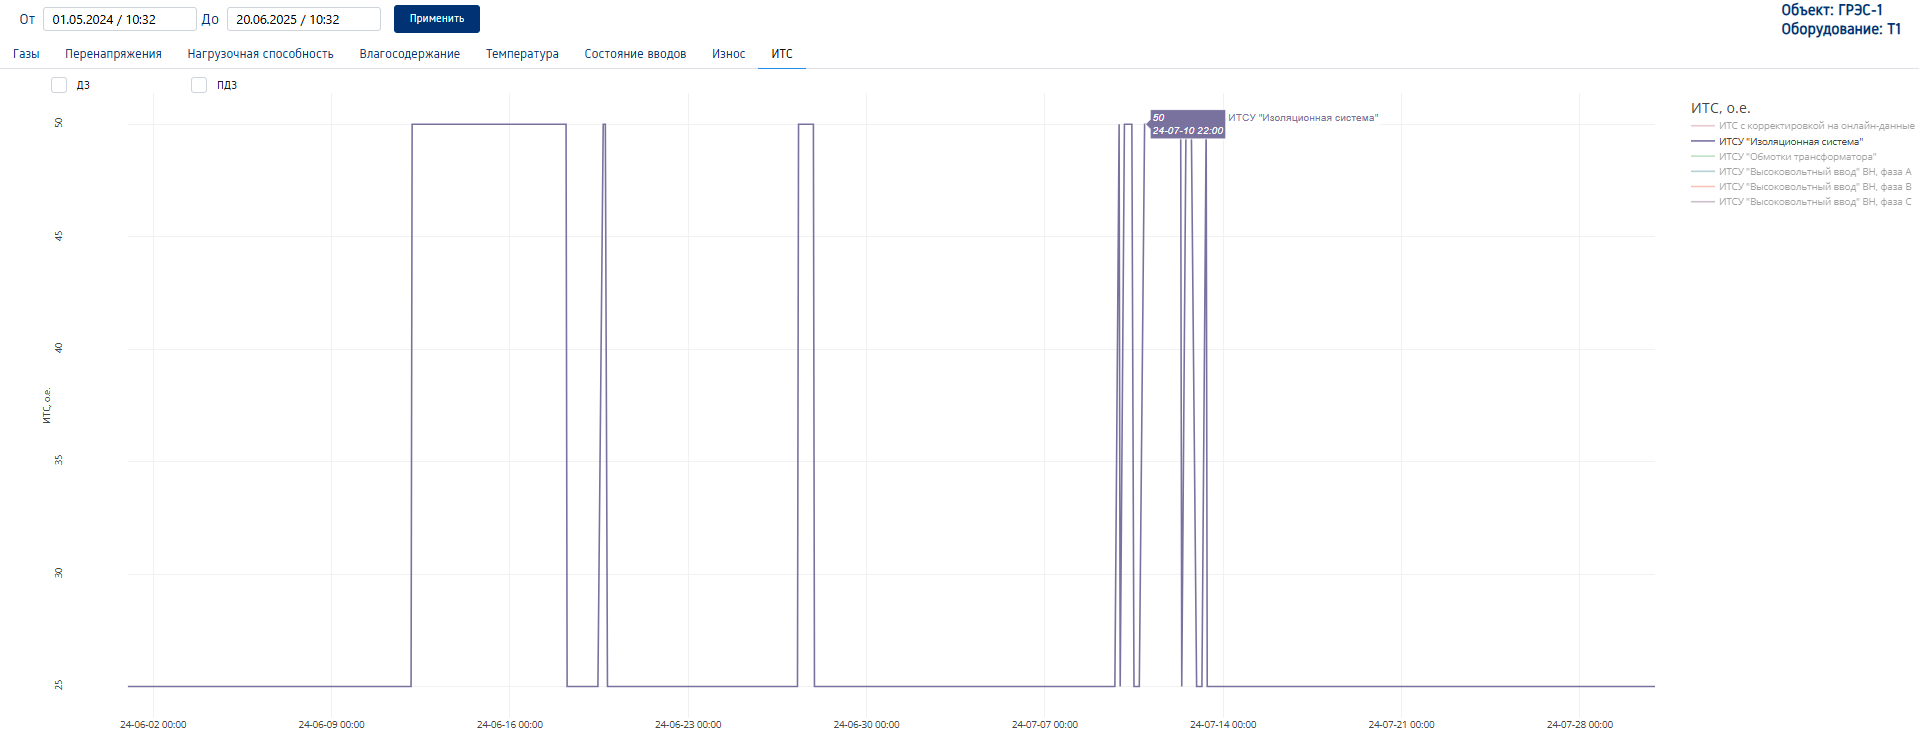 От 01.05.2024 / 10:32 До 20.06.2025 / 10:32 Применить
Объект: ГРЭС-1
Оборудование: Т1
Газы Перенапряжения Нагрузочная способность Влагосодержание Температура Состояние вводов Износ ИТС
ДЗ ПДЗ
50
45
40
35
30
25
ИТС, о.е.
50
24-07-10 22:00
ИТСУ "Изоляционная система"
24-06-02 00:00 24-06-09 00:00 24-06-16 00:00 24-06-23 00:00 24-06-30 00:00 24-07-07 00:00 24-07-14 00:00 24-07-21 00:00 24-07-28 00:00
ИТС, о.е.
ИТС с корректировкой на онлайн-данные
ИТСУ "Изоляционная система"
ИТСУ "Обмотки трансформатора"
ИТСУ "Высоковольтный ввод" ВН, фаза A
ИТСУ "Высоковольтный ввод" ВН, фаза B
ИТСУ "Высоковольтный ввод" ВН, фаза C